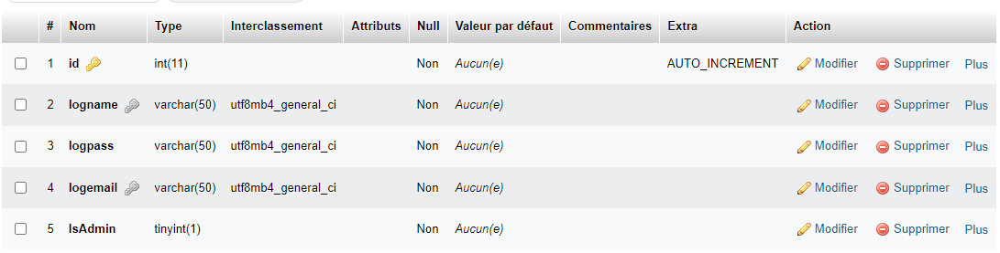 # Nom Type Interclassement Attributs Null Valeur par défaut Commentaires Extra Action
1 id int(11) Non Aucun(e) AUTO_INCREMENT Modifier Supprimer Plus
2 logname varchar(50) utf8mb4_general_ci Non Aucun(e) Modifier Supprimer Plus
3 logpass varchar(50) utf8mb4_general_ci Non Aucun(e) Modifier Supprimer Plus
4 logemail varchar(50) utf8mb4_general_ci Non Aucun(e) Modifier Supprimer Plus
5 IsAdmin tinyint(1) Non Aucun(e) Modifier Supprimer Plus